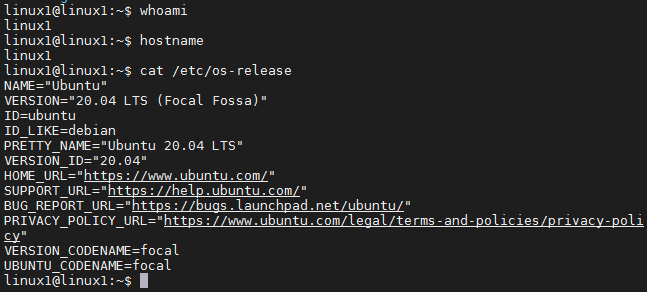 linux1@linux1:~$ whoami
linux1
linux1@linux1:~$ hostname
linux1
linux1@linux1:~$ cat /etc/os-release
NAME="Ubuntu"
VERSION="20.04 LTS (Focal Fossa)"
ID=ubuntu
ID_LIKE=debian
PRETTY_NAME="Ubuntu 20.04 LTS"
VERSION_ID="20.04"
HOME_URL="https://www.ubuntu.com/"
SUPPORT_URL="https://help.ubuntu.com/"
BUG_REPORT_URL="https://bugs.launchpad.net/ubuntu/"
PRIVACY_POLICY_URL="https://www.ubuntu.com/legal/terms-and-policies/privacy-poli
cy"
VERSION_CODENAME=focal
UBUNTU_CODENAME=focal
linux1@linux1:~$